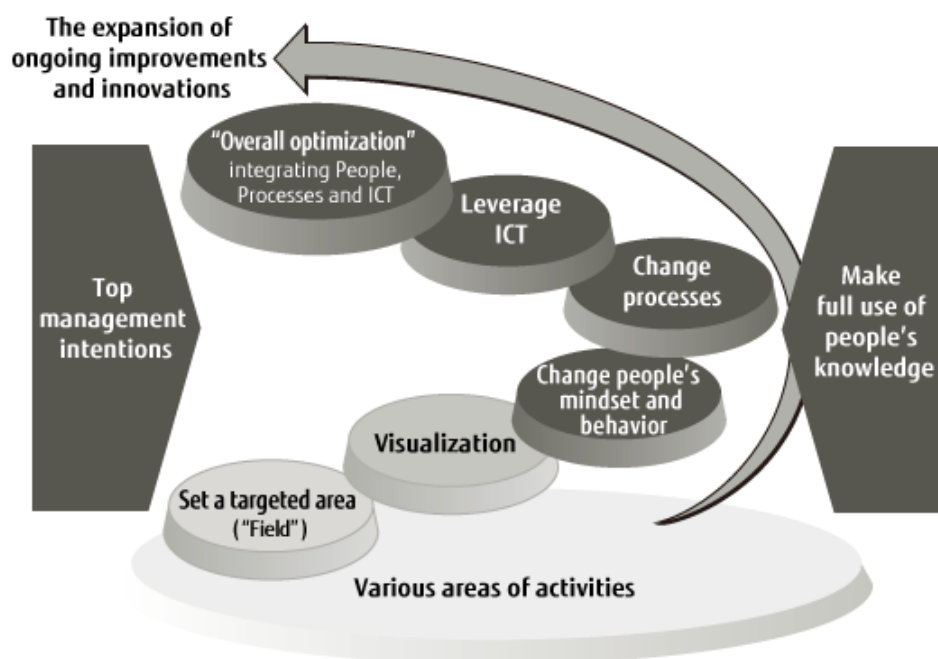 The expansion of
ongoing improvements
and innovations
“Overall optimization”
integrating People,
Processes and ICT
Leverage
ICT
Change
processes
Top
management
intentions
Make
full use of
people’s
knowledge
Change people’s
mindset and
behavior
Visualization
Set a targeted area
(“Field”)
Various areas of activities